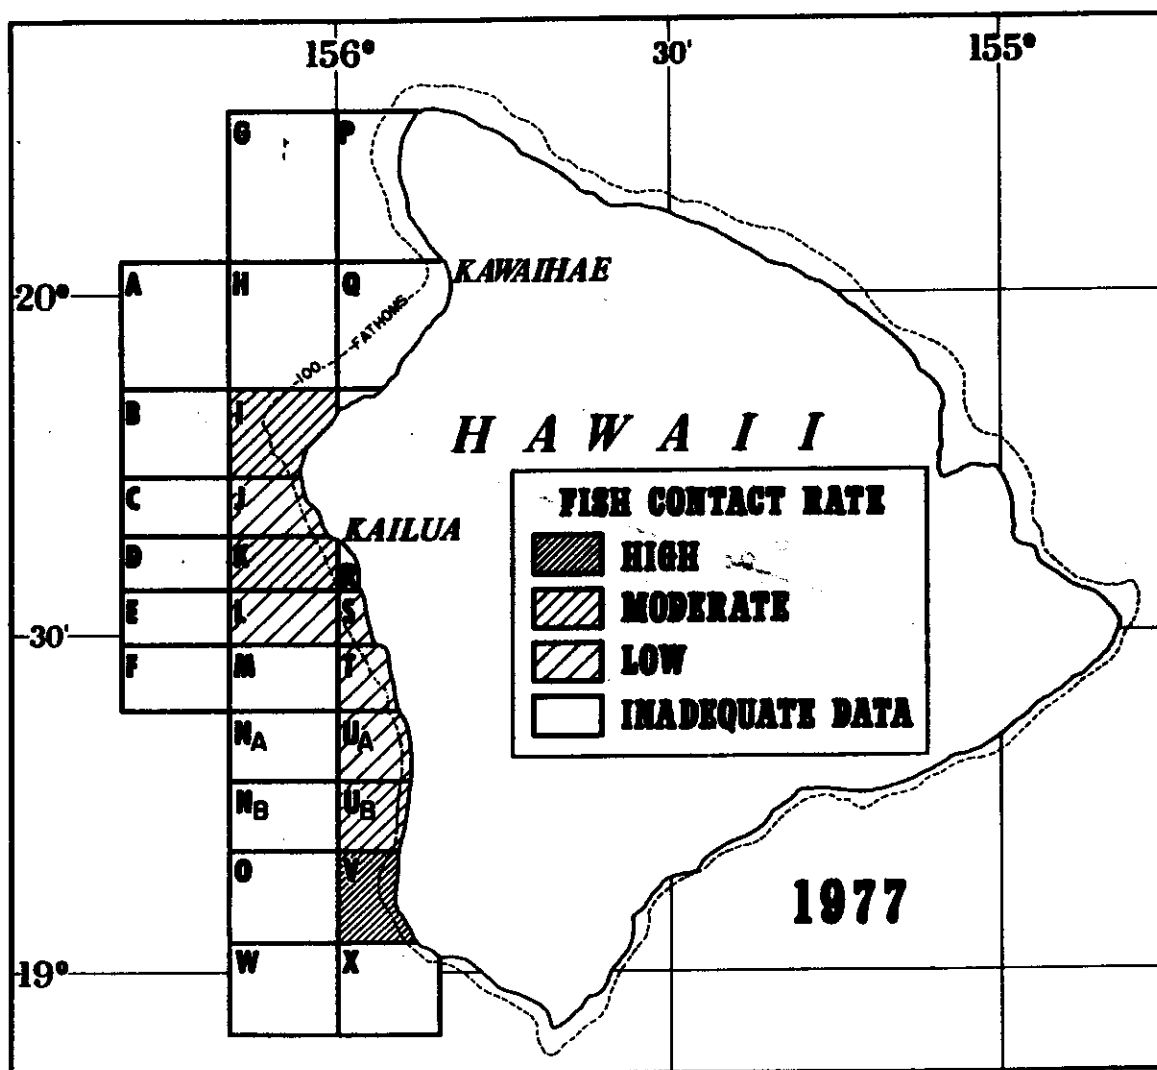 156° 30' 155°
G P
KAWAIHAE
A H Q
20°
-100- -FATHOMS
B I
HAWAII
C J
FISH CONTACT RATE
KAILUA
HIGH
D K R
MODERATE
E L S
30'
LOW
F M T
INADEQUATE DATA
NA UA
NB UB
O V
1977
W X
19°